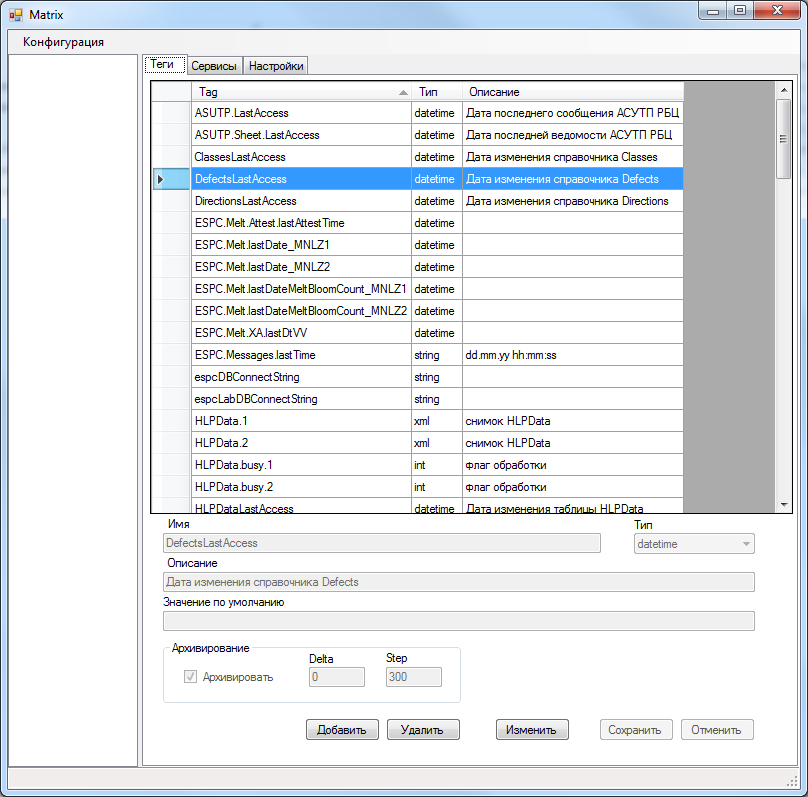 Matrix
Конфигурация
Теги Сервисы Настройки
Tag Тип Описание
ASUTP.LastAccess datetime Дата последнего сообщения АСУТП РБЦ
ASUTP.Sheet.LastAccess datetime Дата последней ведомости АСУТП РБЦ
ClassesLastAccess datetime Дата изменения справочника Classes
DefectsLastAccess datetime Дата изменения справочника Defects
DirectionsLastAccess datetime Дата изменения справочника Directions
ESPC.Melt.Attest.lastAttestTime datetime
ESPC.Melt.lastDate_MNLZ1 datetime
ESPC.Melt.lastDate_MNLZ2 datetime
ESPC.Melt.lastDateMeltBloomCount_MNLZ1 datetime
ESPC.Melt.lastDateMeltBloomCount_MNLZ2 datetime
ESPC.Melt.XA.lastDtVV datetime
ESPC.Messages.lastTime string dd.mm.yy hh:mm:ss
espcDBConnectString string
espcLabDBConnectString string
HLPData.1 xml снимок HLPData
HLPData.2 xml снимок HLPData
HLPData.busy.1 int флаг обработки
HLPData.busy.2 int флаг обработки
HLPDataLastAccess datetime Дата изменения таблицы HLPData
Имя Тип
DefectsLastAccess datetime
Описание
Дата изменения справочника Defects
Значение по умолчанию
Архивирование
Delta Step
Архивировать 0 300
Добавить Удалить Изменить Сохранить Отменить